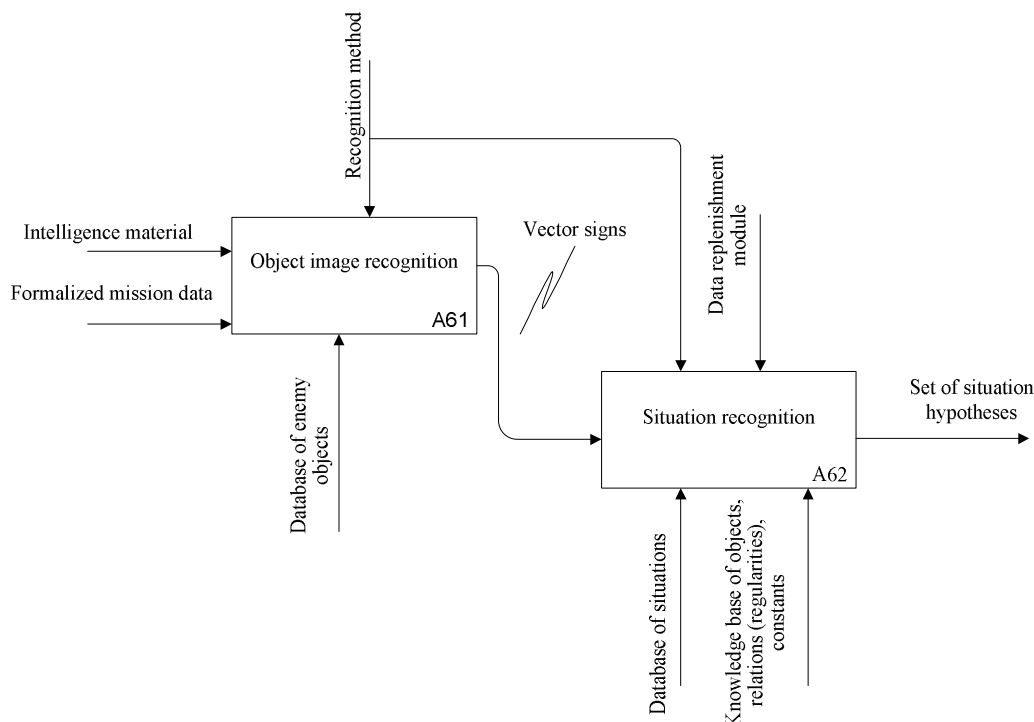 Recognition method
Vector signs
Data replenishment
module
Intelligence material
Object image recognition
Formalized mission data
A61
Set of situation
hypotheses
Situation recognition
A62
Database of enemy
objects
Database of situations
Knowledge base of objects,
relations (regularities),
constants